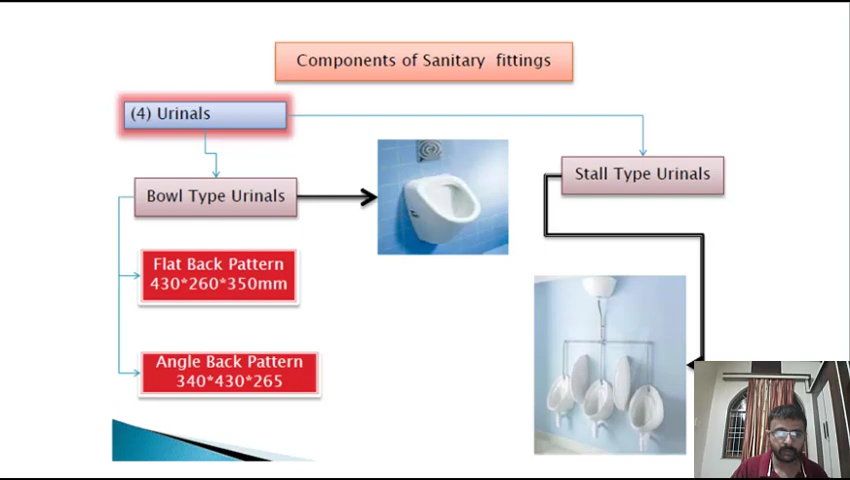 Components of Sanitary fittings
(4) Urinals
Bowl Type Urinals
Stall Type Urinals
Flat Back Pattern
430*260*350mm
Angle Back Pattern
340*430*265